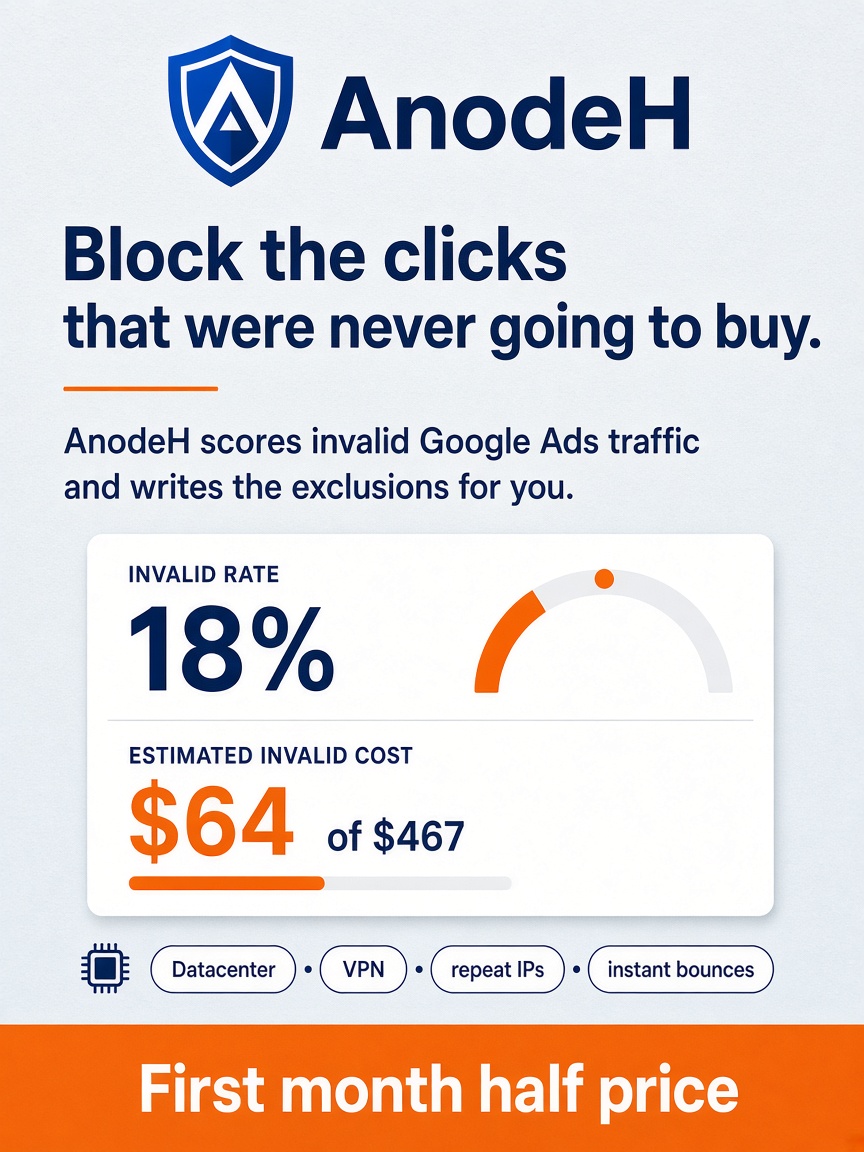 AnodeH
Block the clicks
that were never going to buy.
AnodeH scores invalid Google Ads traffic
and writes the exclusions for you.
INVALID RATE
18%
ESTIMATED INVALID COST
$64 of $467
Datacenter • VPN • repeat IPs • instant bounces
First month half price